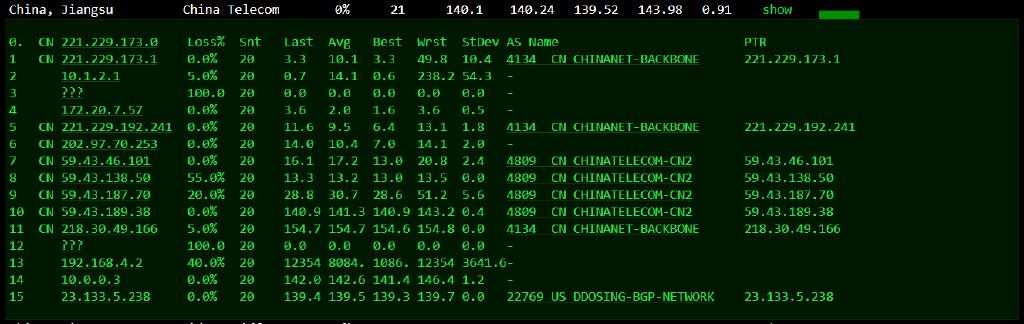 China, Jiangsu China Telecom 0% 21 140.1 140.24 139.52 143.98 0.91 show
0. CN 221.229.173.0 Loss% Snt Last Avg Best Wrst StDev AS Name PTR
1 CN 221.229.173.1 0.0% 20 3.3 10.1 3.3 49.8 10.4 4134 CN CHINANET-BACKBONE 221.229.173.1
2 10.1.2.1 5.0% 20 0.7 14.1 0.6 238.2 54.3 -
3 ??? 100.0 20 0.0 0.0 0.0 0.0 0.0 -
4 172.20.7.57 0.0% 20 3.6 2.0 1.6 3.6 0.5 -
5 CN 221.229.192.241 0.0% 20 11.6 9.5 6.4 13.1 1.8 4134 CN CHINANET-BACKBONE 221.229.192.241
6 CN 202.97.70.253 0.0% 20 14.0 10.4 7.0 14.1 2.0 -
7 CN 59.43.46.101 0.0% 20 16.1 17.2 13.0 20.8 2.4 4809 CN CHINATELECOM-CN2 59.43.46.101
8 CN 59.43.138.50 55.0% 20 13.3 13.2 13.0 13.5 0.0 4809 CN CHINATELECOM-CN2 59.43.138.50
9 CN 59.43.187.70 20.0% 20 28.8 30.7 28.6 51.2 5.6 4809 CN CHINATELECOM-CN2 59.43.187.70
10 CN 59.43.189.38 0.0% 20 140.9 141.3 140.9 143.2 0.4 4809 CN CHINATELECOM-CN2 59.43.189.38
11 CN 218.30.49.166 5.0% 20 154.7 154.7 154.6 154.8 0.0 4134 CN CHINANET-BACKBONE 218.30.49.166
12 ??? 100.0 20 0.0 0.0 0.0 0.0 0.0 -
13 192.168.4.2 40.0% 20 12354 8084. 1086. 12354 3641.6-
14 10.0.0.3 0.0% 20 142.0 142.6 141.4 146.4 1.2 -
15 23.133.5.238 0.0% 20 139.4 139.5 139.3 139.7 0.0 22769 US DDOSING-BGP-NETWORK 23.133.5.238